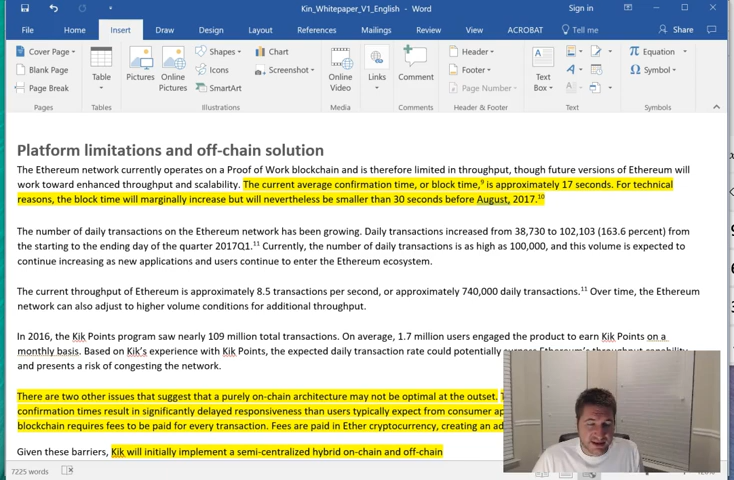 Kin_Whitepaper_V1_English - Word
Sign in
File Home Insert Draw Design Layout References Mailings Review View ACROBAT Tell me Share
Cover Page
Blank Page
Page Break
Pages
Table
Tables
Pictures
Online Pictures
Shapes
Icons
SmartArt
Chart
Screenshot
Illustrations
Online Video
Media
Links
Comment
Comments
Header
Footer
Page Number
Header & Footer
Text Box
Text
Equation
Symbol
Symbols
Platform limitations and off-chain solution
The Ethereum network currently operates on a Proof of Work blockchain and is therefore limited in throughput, though future versions of Ethereum will
work toward enhanced throughput and scalability. The current average confirmation time, or block time,9 is approximately 17 seconds. For technical
reasons, the block time will marginally increase but will nevertheless be smaller than 30 seconds before August, 2017.10
The number of daily transactions on the Ethereum network has been growing. Daily transactions increased from 38,730 to 102,103 (163.6 percent) from
the starting to the ending day of the quarter 2017Q1.11 Currently, the number of daily transactions is as high as 100,000, and this volume is expected to
continue increasing as new applications and users continue to enter the Ethereum ecosystem.
The current throughput of Ethereum is approximately 8.5 transactions per second, or approximately 740,000 daily transactions.11 Over time, the Ethereum
network can also adjust to higher volume conditions for additional throughput.
In 2016, the Kik Points program saw nearly 109 million total transactions. On average, 1.7 million users engaged the product to earn Kik Points on a
monthly basis. Based on Kik's experience with Kik Points, the expected daily transaction rate could potentially surpass Ethereum's throughput capability
and presents a risk of congesting the network.
There are two other issues that suggest that a purely on-chain architecture may not be optimal at the outset.
confirmation times result in significantly delayed responsiveness than users typically expect from consumer
blockchain requires fees to be paid for every transaction. Fees are paid in Ether cryptocurrency, creating an
Given these barriers, Kik will initially implement a semi-centralized hybrid on-chain and off-chain
7225 words